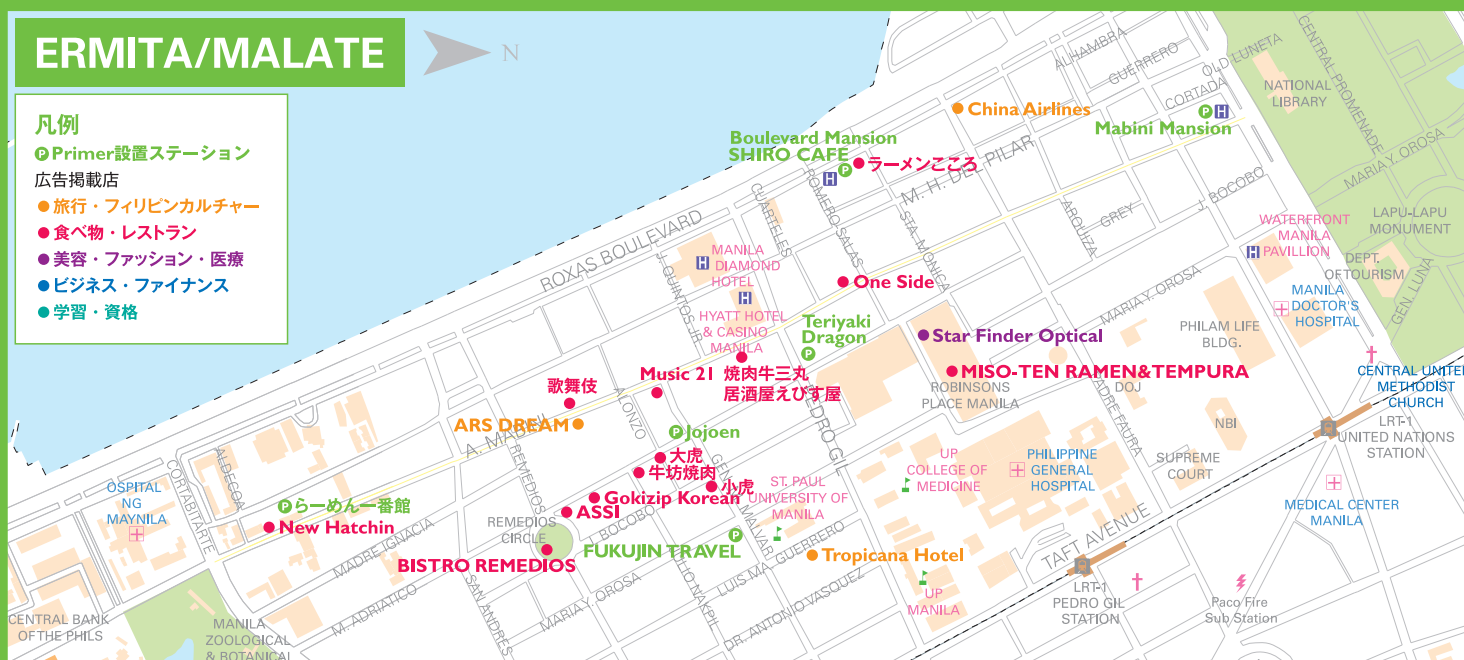 ERMITA/MALATE
N
凡例
P Primer設置ステーション
広告掲載店
旅行・フィリピンカルチャー
食べ物・レストラン
美容・ファッション・医療
ビジネス・ファイナンス
学習・資格
ALHAMBRA
GUERRERO
OLD LUNETA
CORTADA
CENTRAL PROMENADE
NATIONAL
LIBRARY
China Airlines
P H
Mabini Mansion
MARIA Y. OROSA
Boulevard Mansion
SHIRO CAFE
P
H
ラーメンこころ
M. H. DEL PILAR
J. BOCOBO
GREY
ARQUIZA
STA. MONICA
ROMERO SALAS
CUARTELES
ROXAS BOULEVARD
LAPU-LAPU
MONUMENT
WATERFRONT
MANILA
H PAVILLION
DEPT.
OF TOURISM
GEN. LUNA
MANILA
DOCTOR'S
HOSPITAL
H
MANILA
DIAMOND
HOTEL
J. QUINTOS JR.
H
HYATT HOTEL
& CASINO
MANILA
One Side
MARIA Y. OROSA
Teriyaki
Dragon
P
Star Finder Optical
PHILAM LIFE
BLDG.
MISO-TEN RAMEN&TEMPURA
ROBINSONS
PLACE MANILA
DOJ
PADRE FAURA
CENTRAL UNITED
METHODIST
CHURCH
NBI
LRT-1
UNITED NATIONS
STATION
SUPREME
COURT
Music 21
焼肉牛三丸
居酒屋えびす屋
歌舞伎
ARS DREAM
A. MABINI
ALONZO
PEDRO GIL
P Jojoen
大虎
牛坊焼肉
小虎
Gokizip Korean
ASSI
GEN. MALVAR
ST. PAUL
UNIVERSITY OF
MANILA
UP
COLLEGE OF
MEDICINE
PHILIPPINE
GENERAL
HOSPITAL
MEDICAL CENTER
MANILA
TAFT AVENUE
OSPITAL
NG
MAYNILA
CORTABITARTE
ALDECOA
P らーめん一番館
New Hatchin
REMEDIOS
REMEDIOS
CIRCLE
J. BOCOBO
P
FUKUJIN TRAVEL
BISTRO REMEDIOS
MADRE IGNACIA
M. ADRIATICO
SAN ANDRES
MARIA Y. OROSA
J. NAKPIL
LUIS MA. GUERRERO
DR. ANTONIO VASQUEZ
Tropicana Hotel
UP
MANILA
LRT-1
PEDRO GIL
STATION
Paco Fire
Sub Station
CENTRAL BANK
OF THE PHILS
MANILA
ZOOLOGICAL
& BOTANICAL